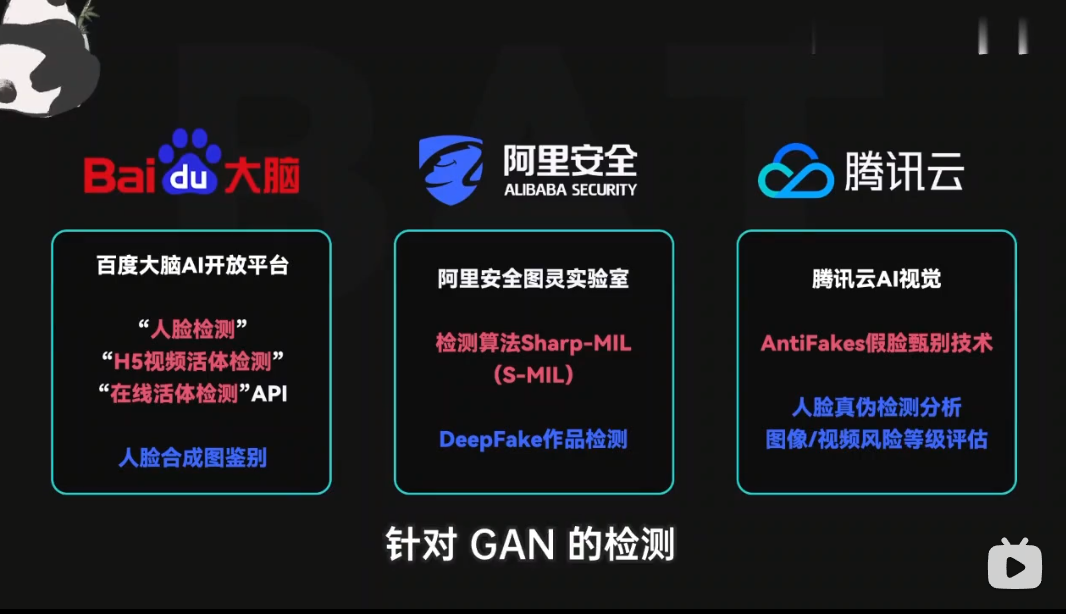 Baidu大脑
百度大脑AI开放平台
“人脸检测”
“H5视频活体检测”
“在线活体检测”API
人脸合成图鉴别
阿里安全
ALIBABA SECURITY
阿里安全图灵实验室
检测算法Sharp-MIL
(S-MIL)
DeepFake作品检测
腾讯云
腾讯云AI视觉
AntiFakes假脸甄别技术
人脸真伪检测分析
图像/视频风险等级评估
BAT
针对 GAN 的检测